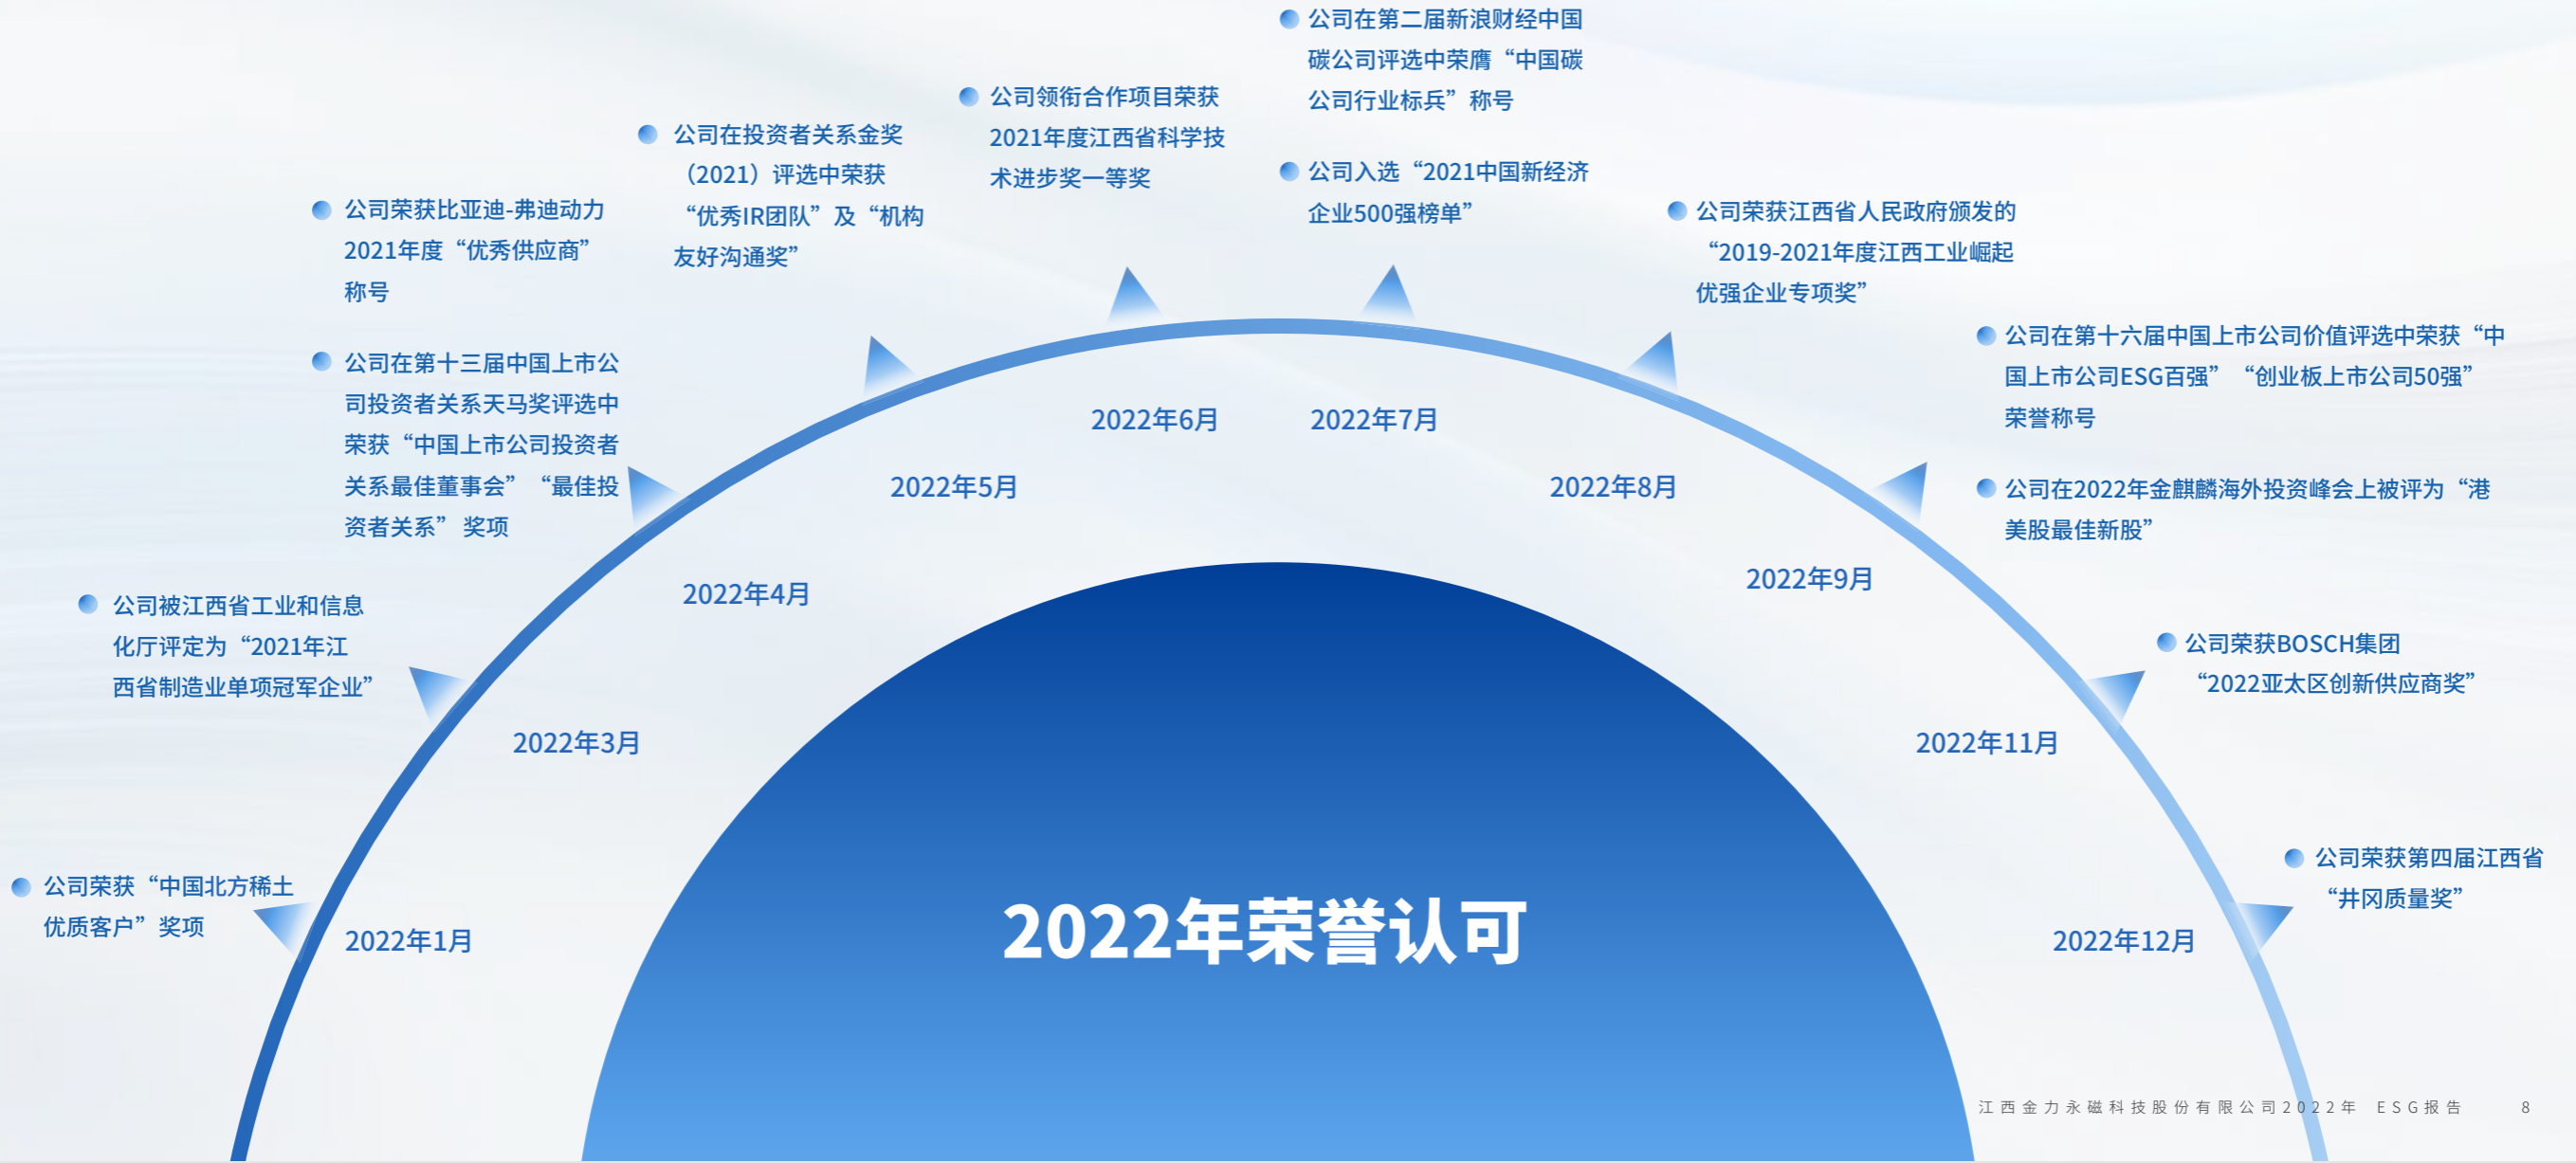 公司荣获“中国北方稀土
优质客户”奖项
2022年1月
公司被江西省工业和信息
化厅评定为“2021年江
西省制造业单项冠军企业”
2022年3月
公司荣获比亚迪-弗迪动力
2021年度“优秀供应商”
称号
公司在第十三届中国上市公
司投资者关系天马奖评选中
荣获“中国上市公司投资者
关系最佳董事会”“最佳投
资者关系” 奖项
2022年4月
公司在投资者关系金奖
（2021）评选中荣获
“优秀IR团队”及“机构
友好沟通奖”
2022年5月
公司领衔合作项目荣获
2021年度江西省科学技
术进步奖一等奖
2022年6月
公司在第二届新浪财经中国
碳公司评选中荣膺“中国碳
公司行业标兵”称号
公司入选“2021中国新经济
企业500强榜单”
2022年7月
公司荣获江西省人民政府颁发的
“2019-2021年度江西工业崛起
优强企业专项奖”
2022年8月
公司在第十六届中国上市公司价值评选中荣获“中
国上市公司ESG百强”“创业板上市公司50强”
荣誉称号
公司在2022年金麒麟海外投资峰会上被评为“港
美股最佳新股”
2022年9月
公司荣获BOSCH集团
“2022亚太区创新供应商奖”
2022年11月
公司荣获第四届江西省
“井冈质量奖”
2022年12月
2022年荣誉认可
江西金力永磁科技股份有限公司2022年 ESG报告 8